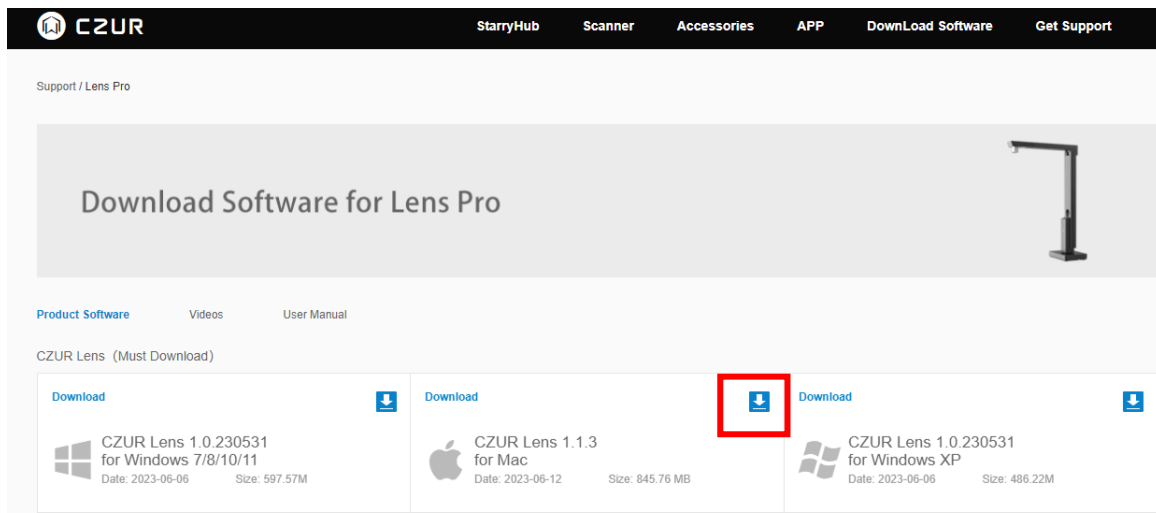 CZUR
StarryHub Scanner Accessories APP DownLoad Software Get Support
Support / Lens Pro
Download Software for Lens Pro
Product Software Videos User Manual
CZUR Lens (Must Download)
Download
CZUR Lens 1.0.230531
for Windows 7/8/10/11
Date: 2023-06-06 Size: 597.57M
Download
CZUR Lens 1.1.3
for Mac
Date: 2023-06-12 Size: 845.76 MB
Download
CZUR Lens 1.0.230531
for Windows XP
Date: 2023-06-06 Size: 486.22M